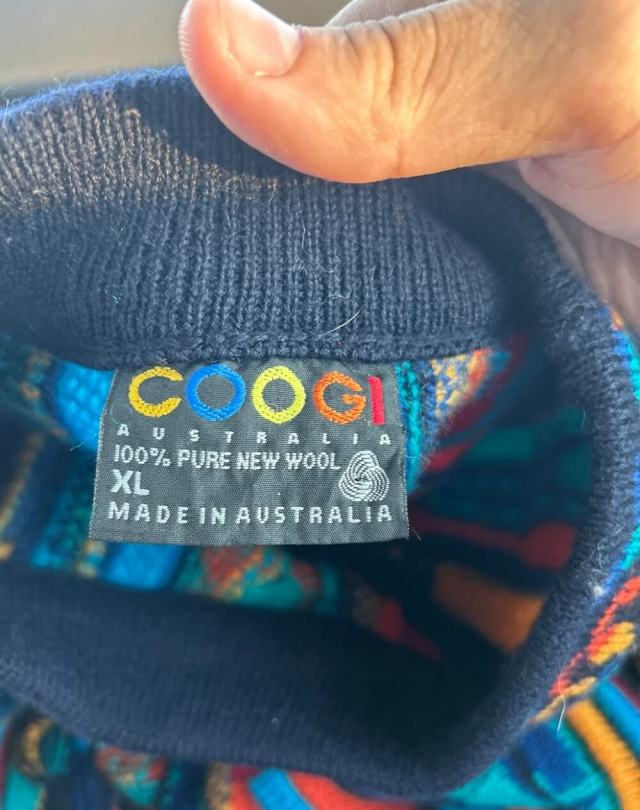 COOGI
AUSTRALIA
100% PURE NEW WOOL
XL
MADE IN AUSTRALIA